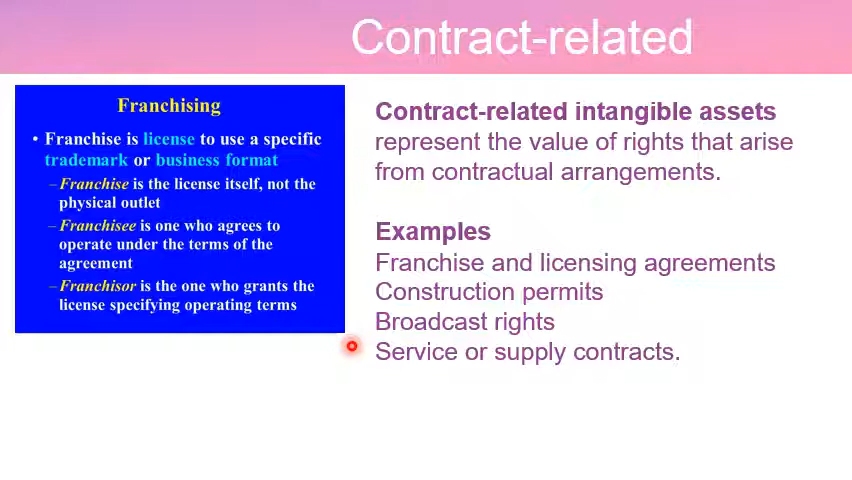 Contract-related
Franchising
• Franchise is license to use a specific
trademark or business format
– Franchise is the license itself, not the
physical outlet
– Franchisee is one who agrees to
operate under the terms of the
agreement
– Franchisor is the one who grants the
license specifying operating terms
Contract-related intangible assets
represent the value of rights that arise
from contractual arrangements.
Examples
Franchise and licensing agreements
Construction permits
Broadcast rights
Service or supply contracts.